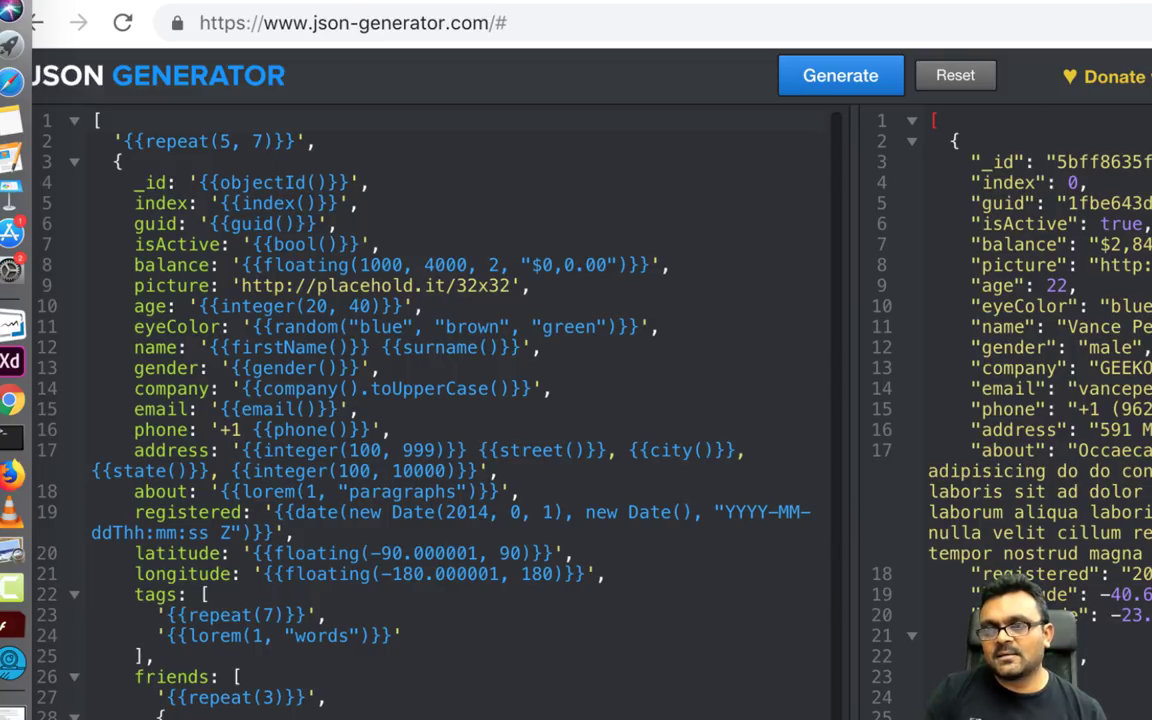 https://www.json-generator.com/#
JSON GENERATOR
Generate
Reset
Donate
1 [
2 '{{repeat(5, 7)}}',
3 {
4 _id: '{{objectId()}}',
5 index: '{{index()}}',
6 guid: '{{guid()}}',
7 isActive: '{{bool()}}',
8 balance: '{{floating(1000, 4000, 2, "$0,0.00")}}',
9 picture: 'http://placehold.it/32x32',
10 age: '{{integer(20, 40)}}',
11 eyeColor: '{{random("blue", "brown", "green")}}',
12 name: '{{firstName()}} {{surname()}}',
13 gender: '{{gender()}}',
14 company: '{{company().toUpperCase()}}',
15 email: '{{email()}}',
16 phone: '+1 {{phone()}}',
17 address: '{{integer(100, 999)}} {{street()}}, {{city()}},
{{state()}}, {{integer(100, 10000)}}',
18 about: '{{lorem(1, "paragraphs")}}',
19 registered: '{{date(new Date(2014, 0, 1), new Date(), "YYYY-MM-
ddThh:mm:ss Z")}}',
20 latitude: '{{floating(-90.000001, 90)}}',
21 longitude: '{{floating(-180.000001, 180)}}',
22 tags: [
23 '{{repeat(7)}}',
24 '{{lorem(1, "words")}}'
25 ],
26 friends: [
27 '{{repeat(3)}}',
28 {
1 [
2 {
3 "_id": "5bff8635f
4 "index": 0,
5 "guid": "1fbe643d
6 "isActive": true,
7 "balance": "$2,84
8 "picture": "http:
9 "age": 22,
10 "eyeColor": "blue
11 "name": "Vance Pe
12 "gender": "male",
13 "company": "GEEKO
14 "email": "vancepe
15 "phone": "+1 (962
16 "address": "591 M
17 "about": "Occaeca
adipisicing do do con
laboris sit ad dolor
laborum aliqua labori
nulla velit cillum re
tempor nostrud magna
18 "registered": "20
19 de": -40.6
20 de": -23.
21
22 ,
23
24
25
Xd
1
2